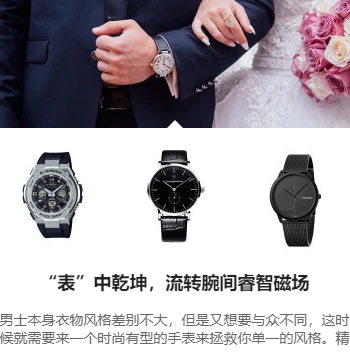 “表”中乾坤，流转腕间睿智磁场
男士本身衣物风格差别不大，但是又想要与众不同，这时
候就需要来一个时尚有型的手表来拯救你单一的风格。精